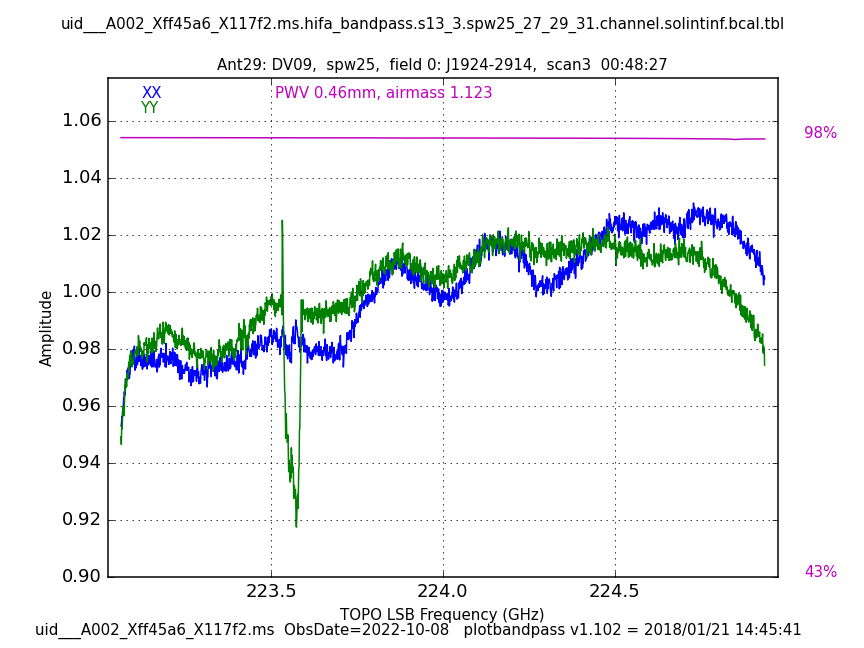 uid___A002_Xff45a6_X117f2.ms.hifa_bandpass.s13_3.spw25_27_29_31.channel.solintinf.bcal.tbl
Ant29: DV09,  spw25,  field 0: J1924-2914,  scan3  00:48:27
XX
PWV 0.46mm, airmass 1.123
YY
1.06
98%
1.04
1.02
1.00
0.98
0.96
0.94
0.92
0.90
43%
Amplitude
223.5
224.0
224.5
TOPO LSB Frequency (GHz)
uid___A002_Xff45a6_X117f2.ms  ObsDate=2022-10-08   plotbandpass v1.102 = 2018/01/21 14:45:41